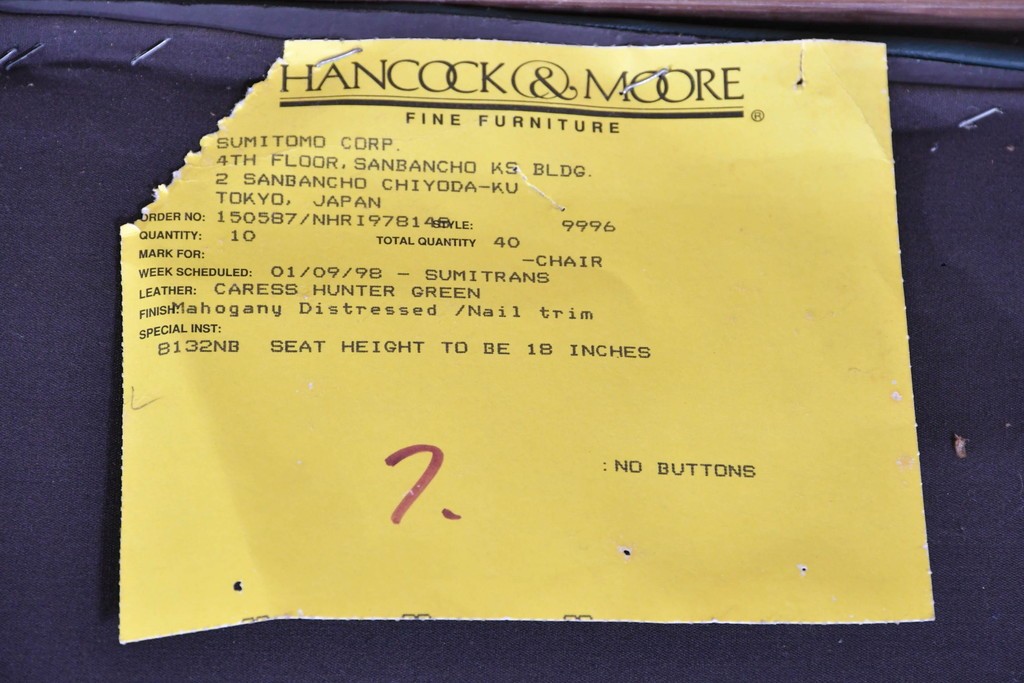 HANCOCK & MOORE ®
FINE FURNITURE
SUMITOMO CORP.
4TH FLOOR, SANBANCHO KS BLDG.
2 SANBANCHO CHIYODA-KU
TOKYO, JAPAN
ORDER NO: 150587/NHRI97814 STYLE: 9996
QUANTITY: 10 TOTAL QUANTITY 40
MARK FOR: -CHAIR
WEEK SCHEDULED: 01/09/98 - SUMITRANS
LEATHER: CARESS HUNTER GREEN
FINISH: Mahogany Distressed /Nail trim
SPECIAL INST:
8132NB SEAT HEIGHT TO BE 18 INCHES
:NO BUTTONS
7.